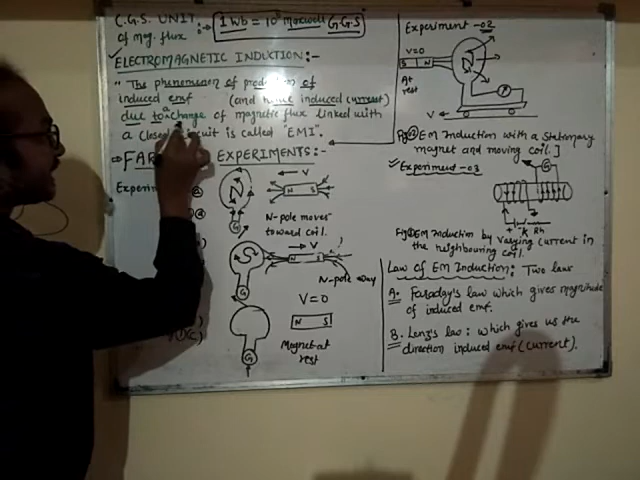 C.G.S. UNIT
of mag. flux : → 1 Wb = 10⁸ Maxwell C.G.S
✓ELECTROMAGNETIC INDUCTION:-
" The phenomenon of production of
induced emf (and hence induced current)
due to a change of magnetic flux linked with
a closed circuit is called "EMI".
⇒ FAR EXPERIMENTS:-
Experim
N
G
← V
N S
N-pole moves
toward coil.
S
G
→ V
N S
N-pole away
V=0
N S
G
Magnet at
rest
Experiment -02
V=0
S N
N
At
rest
V ←
Fig EM Induction with a stationary
magnet and moving coil.
Experiment -03
G
+ K Rh
Fig EM Induction by varying current in
the neighbouring coil.
Law of EM Induction: Two laws
A. Faraday's law which gives magnitude
of induced emf.
B. Lenz's law: which gives us the
direction induced emf (current).